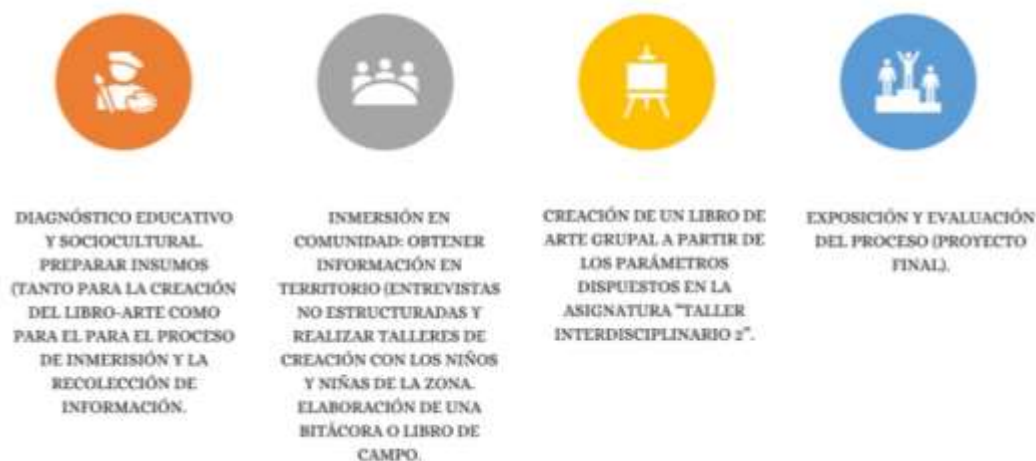 DIAGNÓSTICO EDUCATIVO
Y SOCIOCULTURAL.
PREPARAR INSUMOS
(TANTO PARA LA CREACIÓN
DEL LIBRO-ARTE COMO
PARA EL PARA EL PROCESO
DE INMERISIÓN Y LA
RECOLECCIÓN DE
INFORMACIÓN.
INMERSIÓN EN
COMUNIDAD: OBTENER
INFORMACIÓN EN
TERRITORIO (ENTREVISTAS
NO ESTRUCTURADAS Y
REALIZAR TALLERES DE
CREACIÓN CON LOS NIÑOS
Y NIÑAS DE LA ZONA.
ELABORACIÓN DE UNA
BITÁCORA O LIBRO DE
CAMPO.
CREACIÓN DE UN LIBRO DE
ARTE GRUPAL A PARTIR DE
LOS PARÁMETROS
DISPUESTOS EN LA
ASIGNATURA "TALLER
INTERDISCIPLINARIO 2".
EXPOSICIÓN Y EVALUACIÓN
DEL PROCESO (PROYECTO
FINAL).